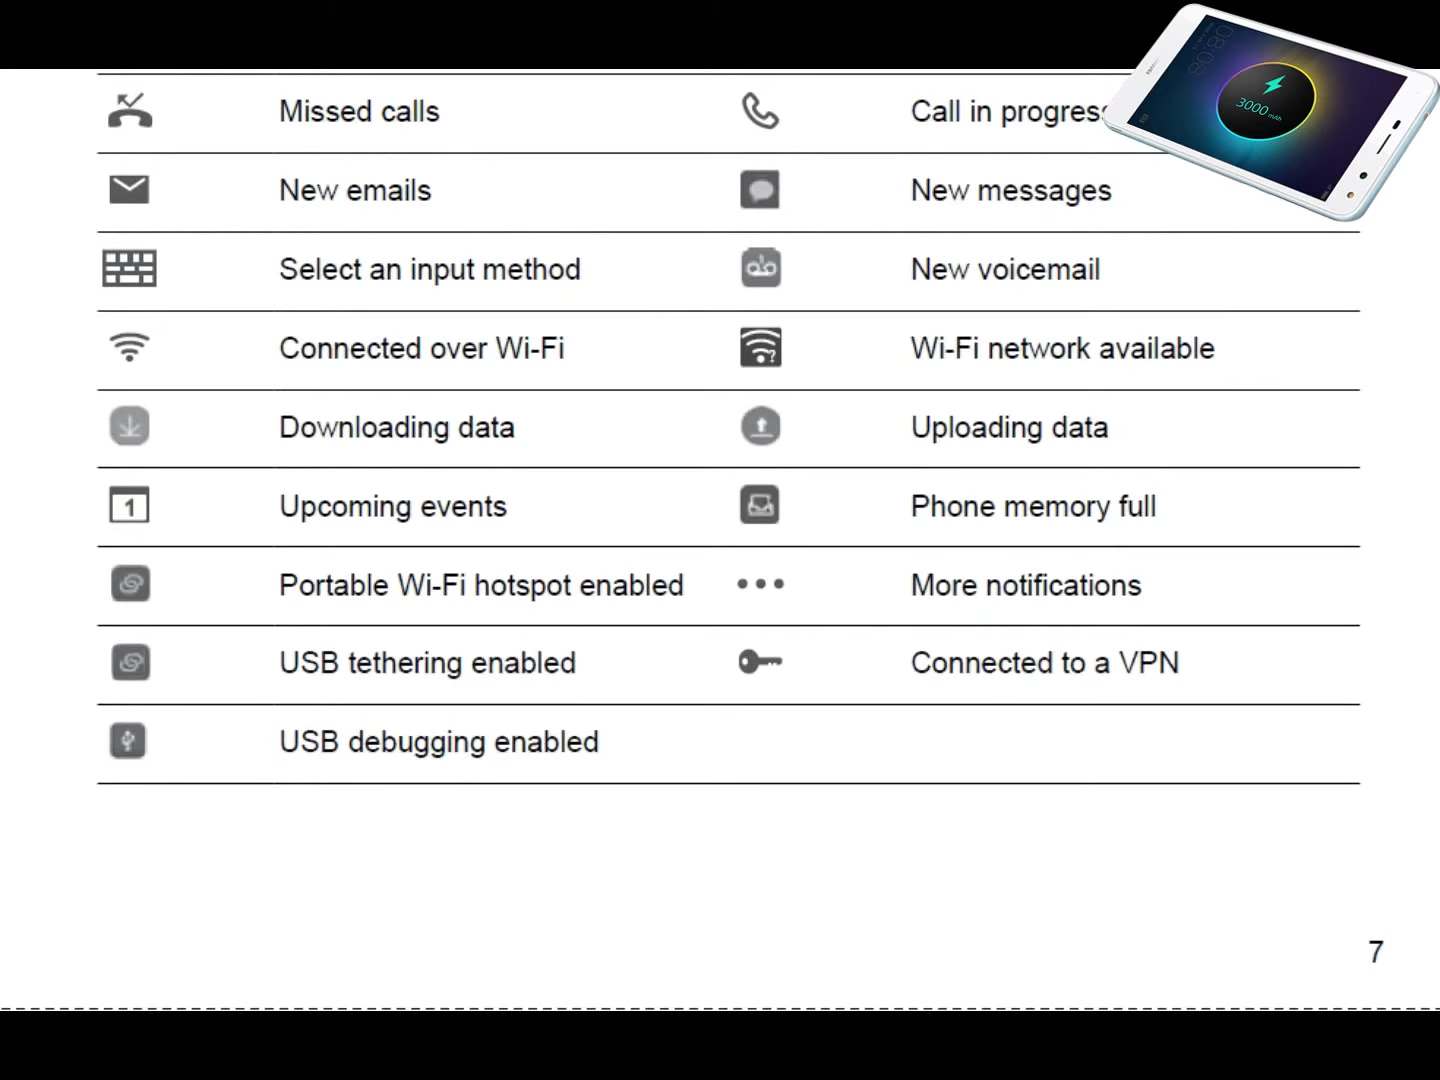 Missed calls
Call in progress
New emails
New messages
Select an input method
New voicemail
Connected over Wi-Fi
Wi-Fi network available
Downloading data
Uploading data
1
Upcoming events
Phone memory full
Portable Wi-Fi hotspot enabled
More notifications
USB tethering enabled
Connected to a VPN
USB debugging enabled
7
3000 mAh